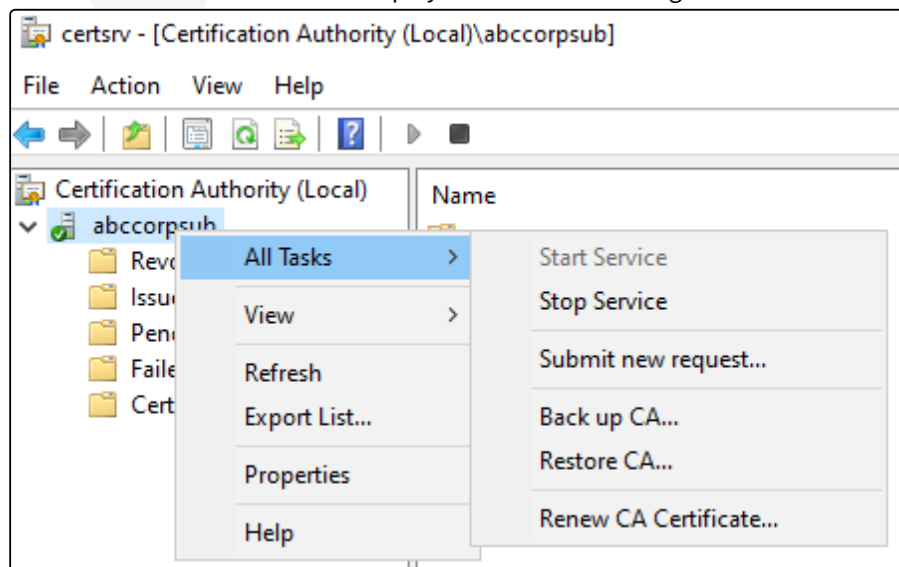 certsrv - [Certification Authority (Local)\abccorpsub]
File Action View Help
Certification Authority (Local)
Name
abccorpsub
All Tasks
Start Service
Stop Service
View
Submit new request...
Refresh
Export List...
Back up CA...
Restore CA...
Properties
Renew CA Certificate...
Help